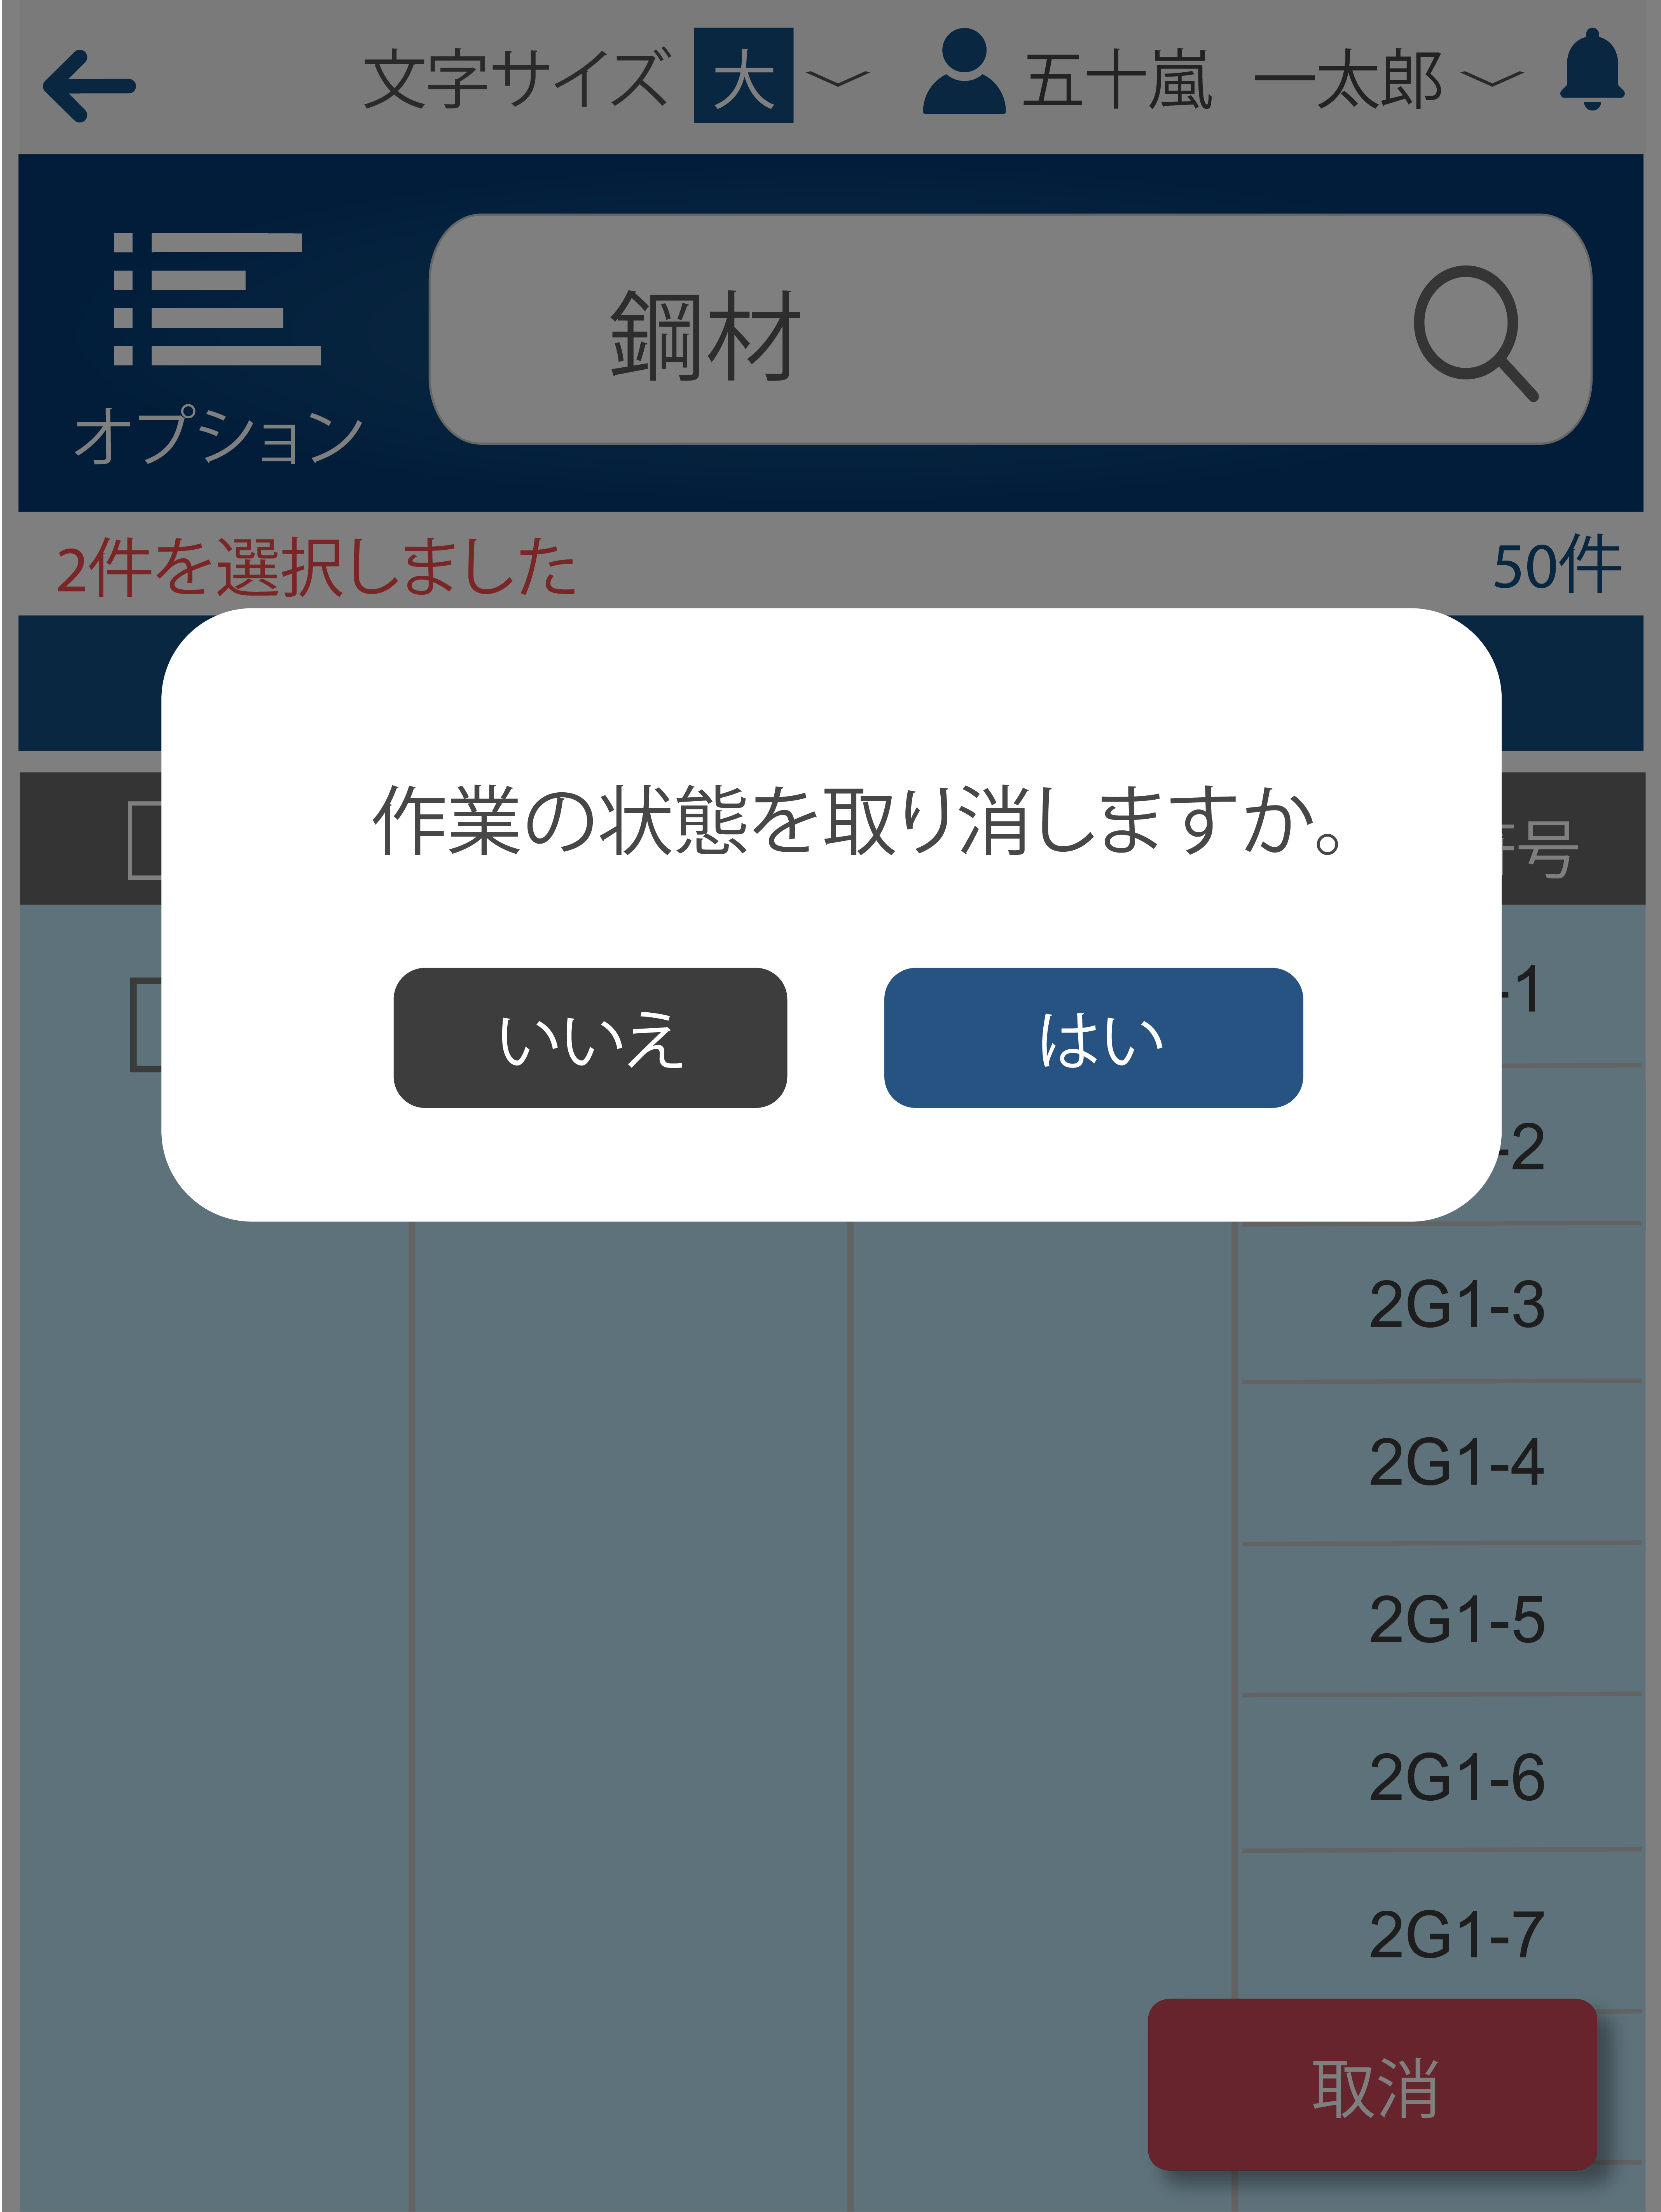 文字サイズ 大 五十嵐 一太郎
鋼材
オプション
2件を選択しました 50件
号
作業の状態を取り消しますか。
いいえ はい
-1
-2
2G1-3
2G1-4
2G1-5
2G1-6
2G1-7
取消